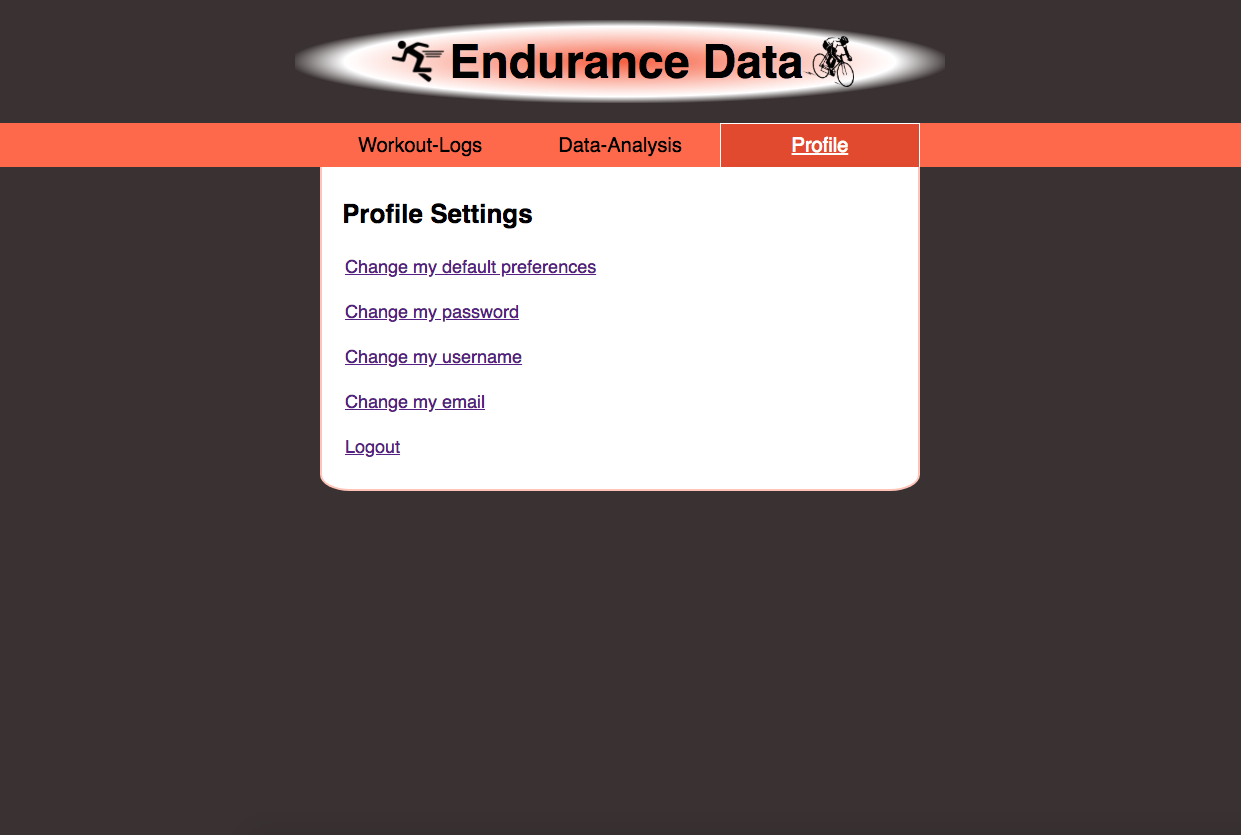 Endurance Data
Workout-Logs Data-Analysis Profile
Profile Settings
Change my default preferences
Change my password
Change my username
Change my email
Logout